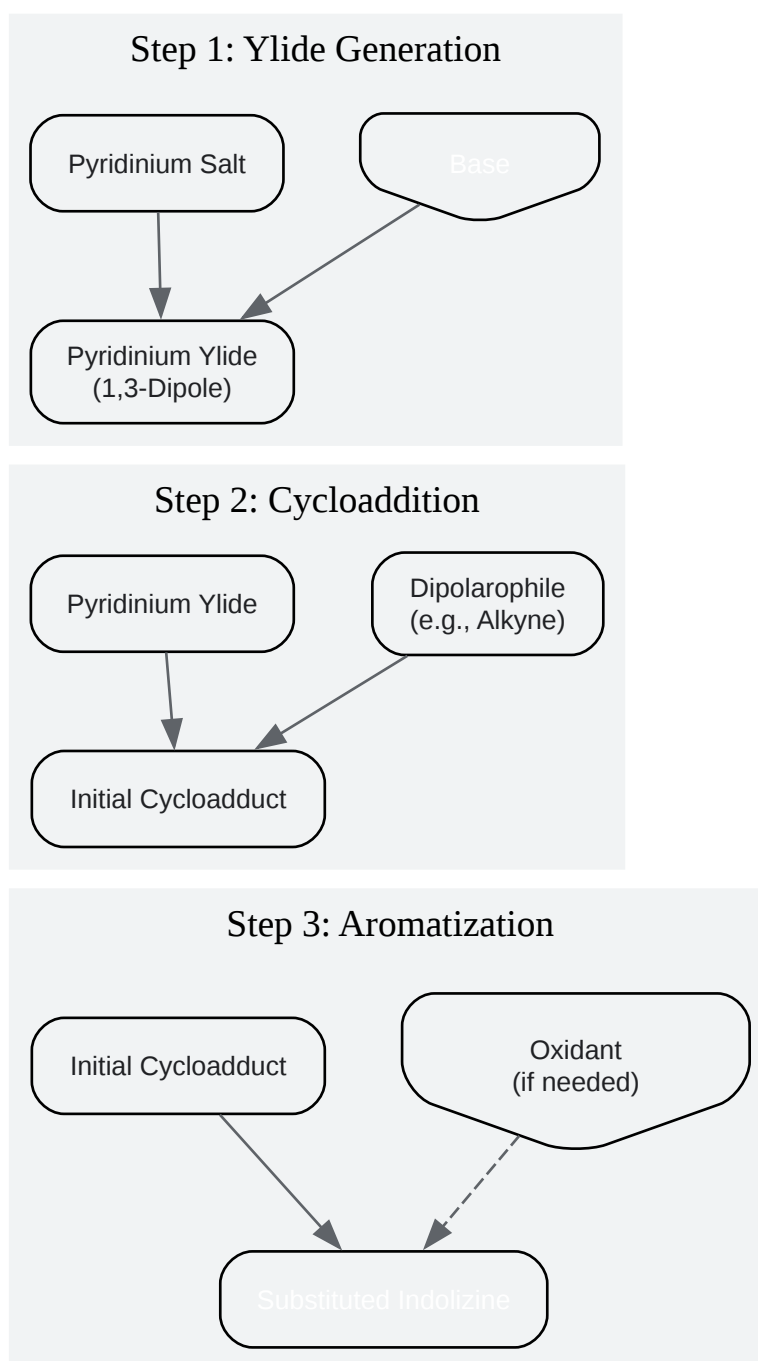 Step 1: Ylide Generation
Pyridinium Salt
Base
Pyridinium Ylide
(1,3-Dipole)
Step 2: Cycloaddition
Pyridinium Ylide
Dipolarophile
(e.g., Alkyne)
Initial Cycloadduct
Step 3: Aromatization
Initial Cycloadduct
Oxidant
(if needed)
Substituted Indolizine